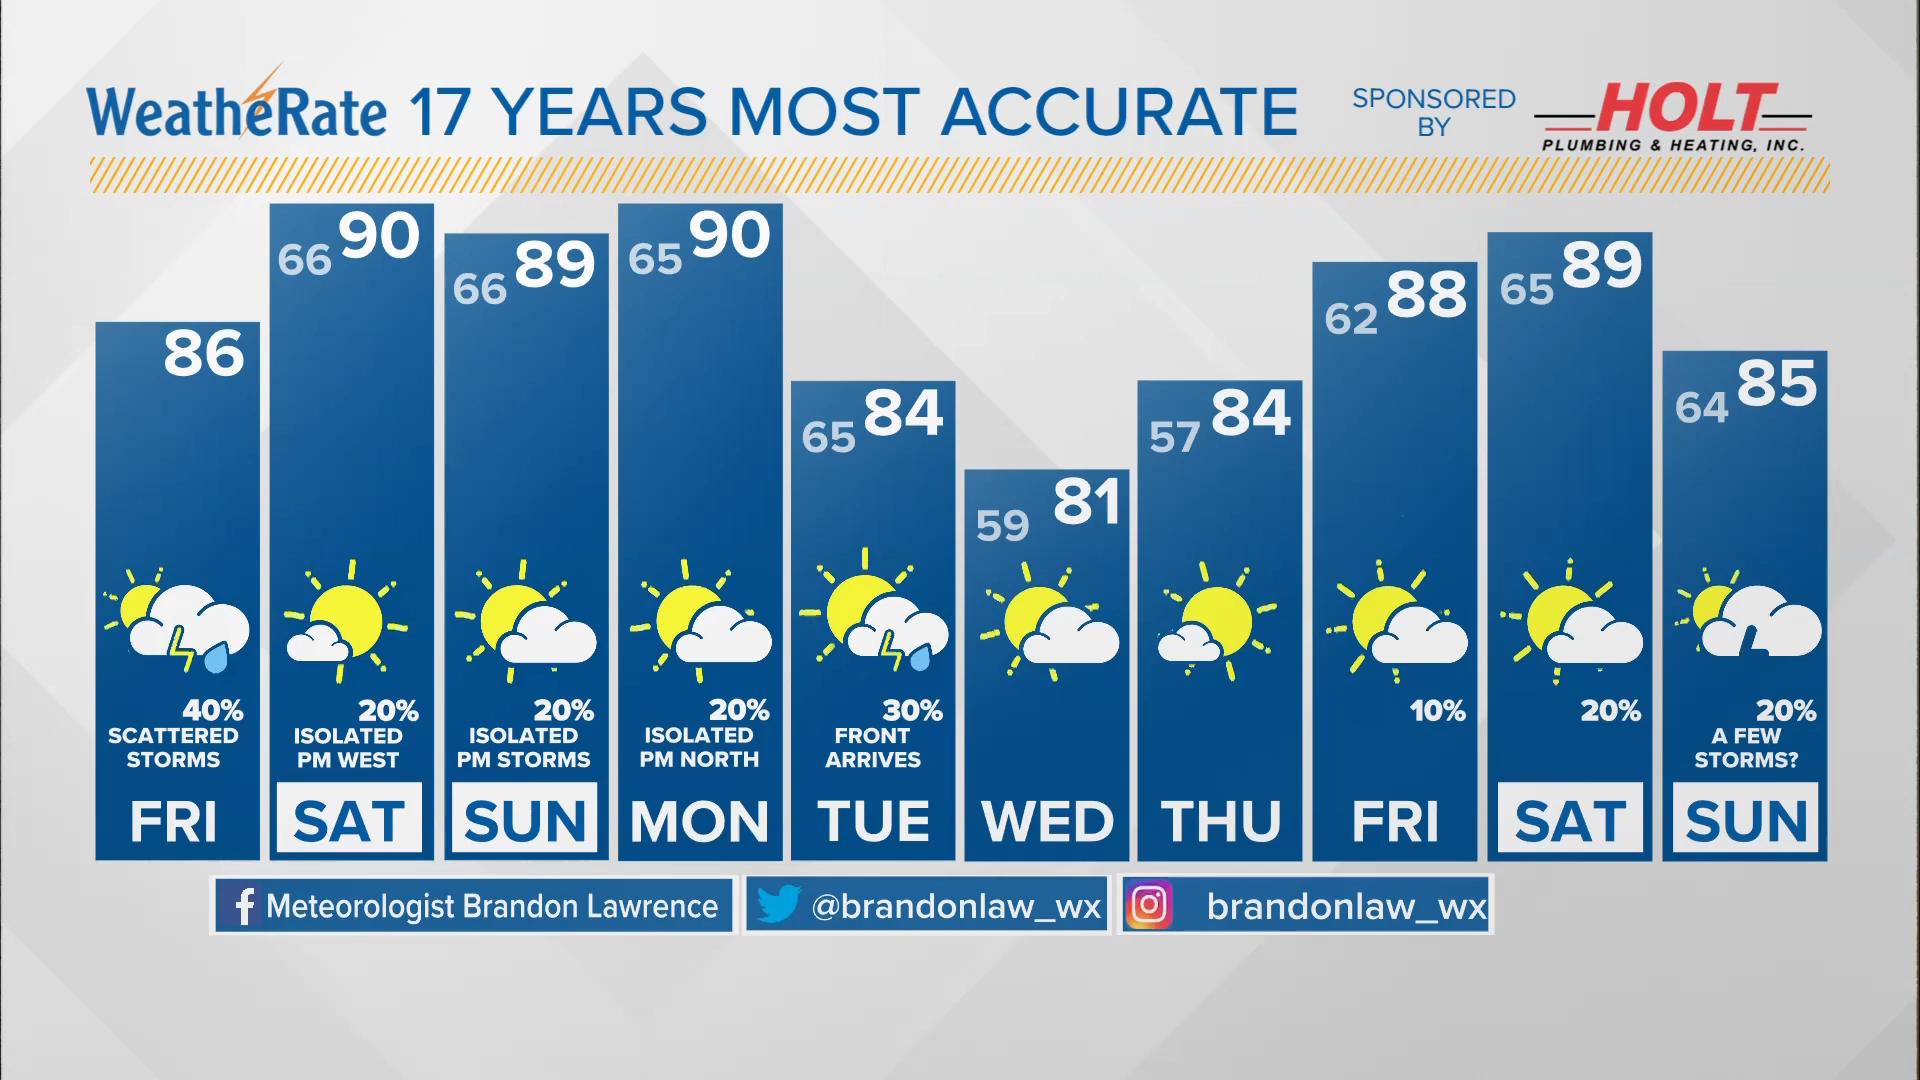 WeatheRate 17 YEARS MOST ACCURATE
SPONSORED
BY
HOLT
PLUMBING & HEATING, INC.
86
40%
SCATTERED
STORMS
FRI
66 90
20%
ISOLATED
PM WEST
SAT
66 89
20%
ISOLATED
PM STORMS
SUN
65 90
20%
ISOLATED
PM NORTH
MON
65 84
30%
FRONT
ARRIVES
TUE
59 81
WED
57 84
THU
62 88
10%
FRI
65 89
20%
SAT
64 85
20%
A FEW
STORMS?
SUN
f Meteorologist Brandon Lawrence
@brandonlaw_wx
brandonlaw_wx